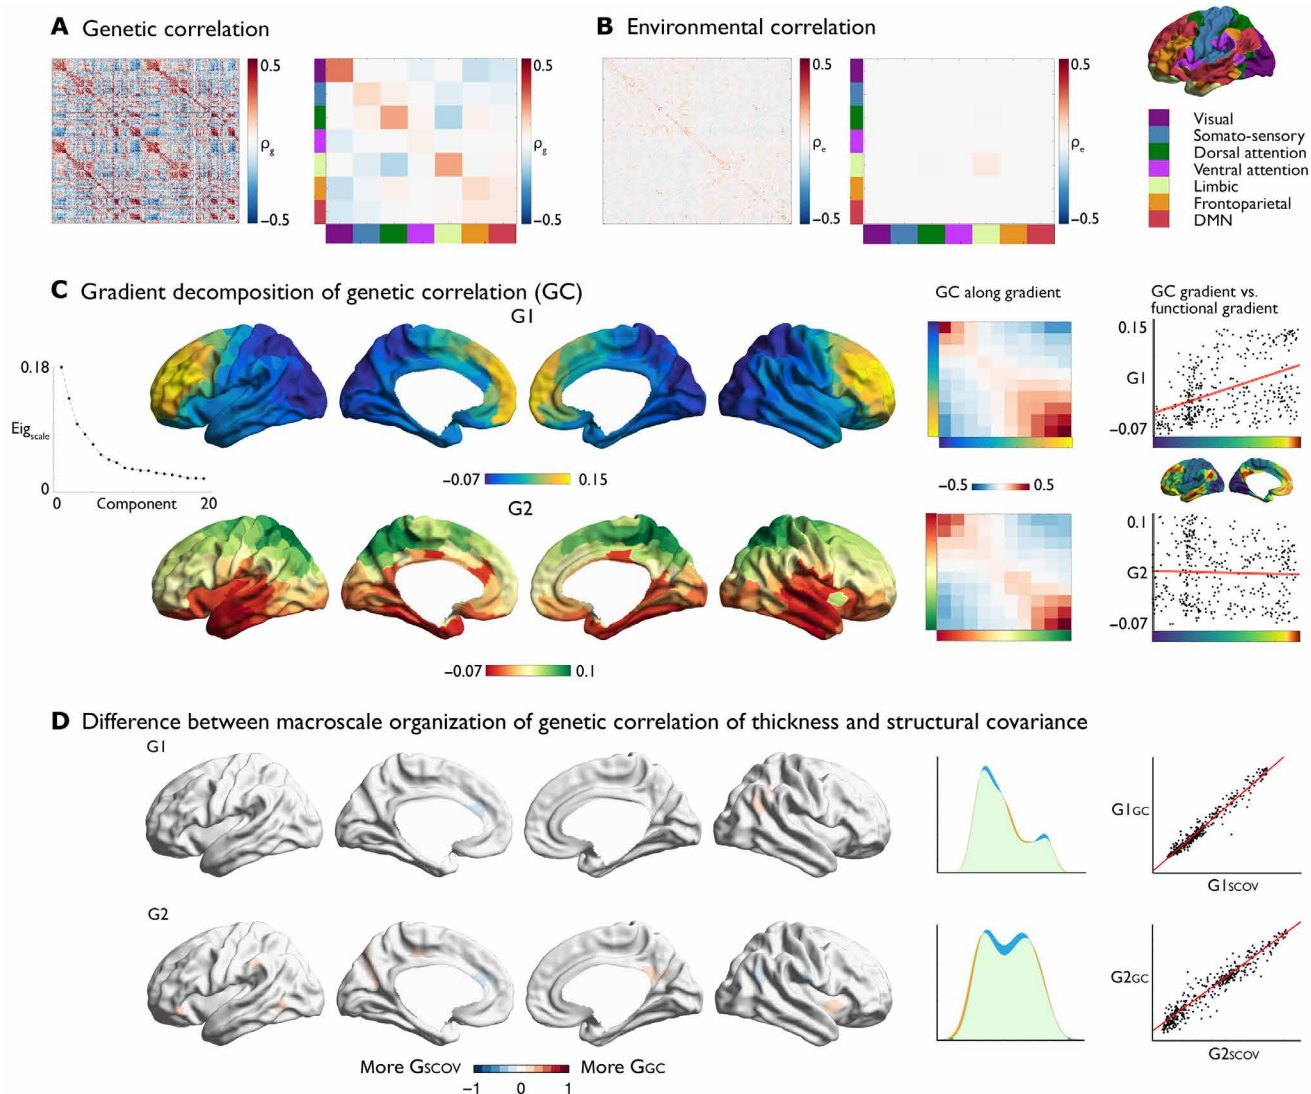 A Genetic correlation
0.5
ρg
−0.5
0.5
ρg
−0.5
B Environmental correlation
0.5
ρe
−0.5
0.5
ρe
−0.5
Visual
Somato-sensory
Dorsal attention
Ventral attention
Limbic
Frontoparietal
DMN
C Gradient decomposition of genetic correlation (GC)
G1
0.18
Eigscale
0
0
Component
20
−0.07
0.15
G2
−0.07
0.1
GC along gradient
−0.5
0.5
GC gradient vs.
functional gradient
0.15
G1
−0.07
0.1
G2
−0.07
D Difference between macroscale organization of genetic correlation of thickness and structural covariance
G1
G1GC
G1SCOV
G2
G2GC
G2SCOV
More GSCOV
More GGC
−1
0
1